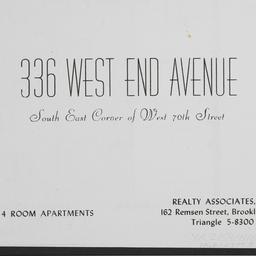 336 WEST END AVENUE
South East Corner of West 70th Street
4 ROOM APARTMENTS
REALTY ASSOCIATES,
162 Remsen Street, Brookl
Triangle 5-8300